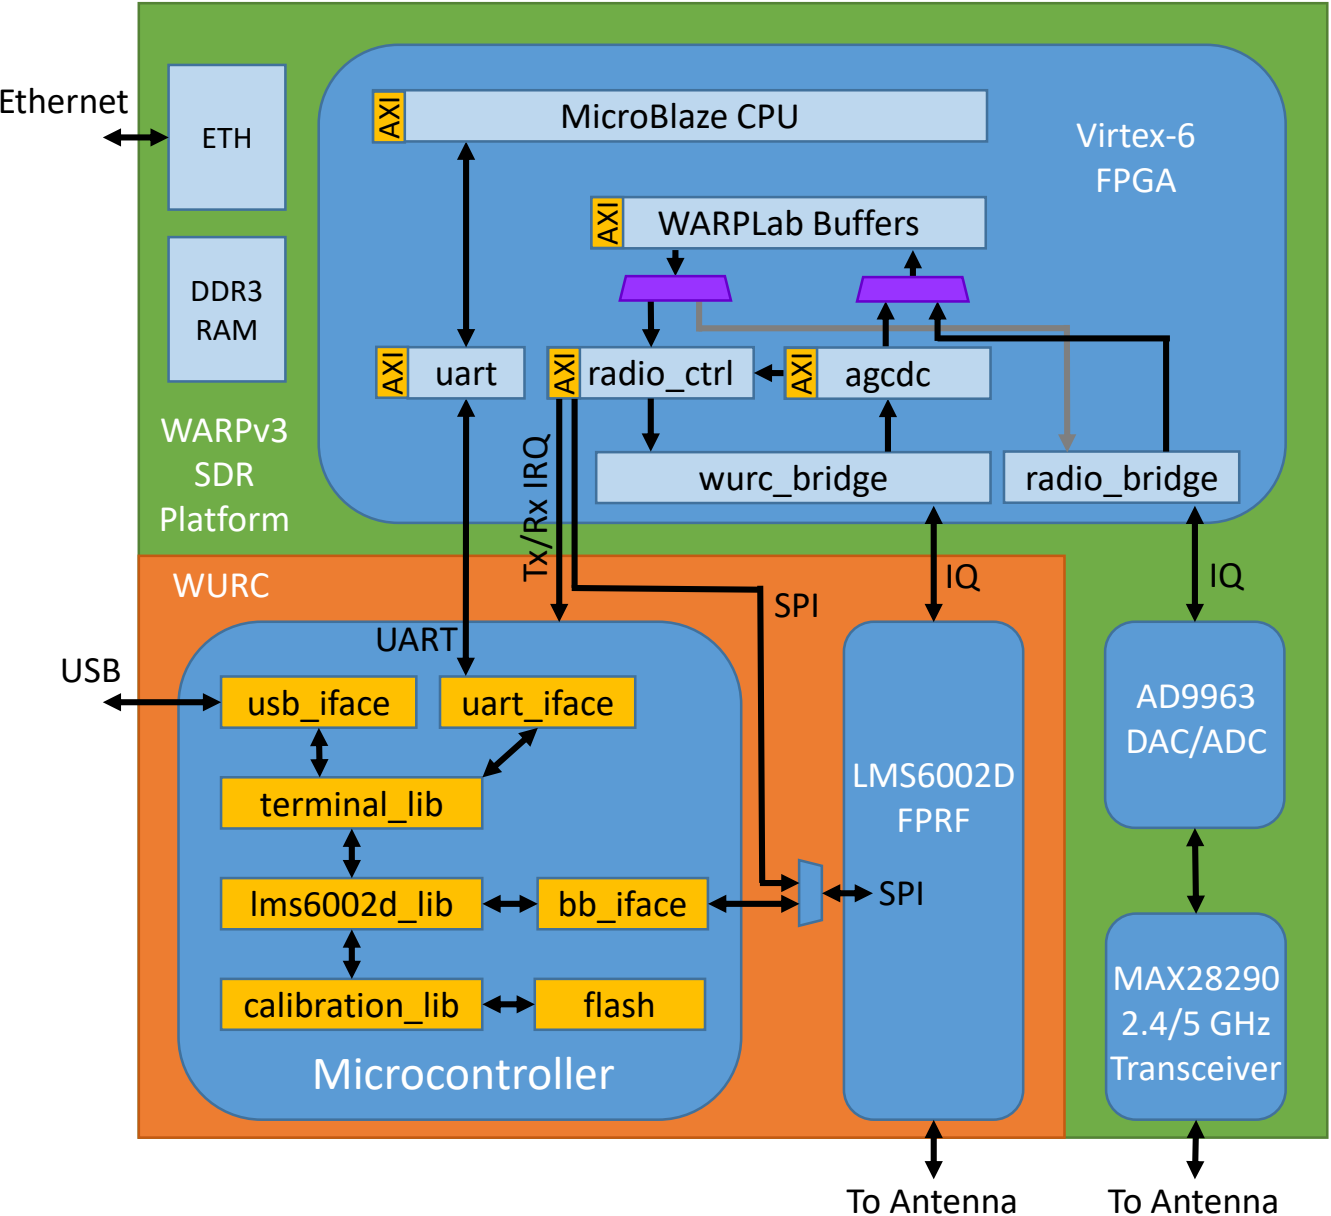 Ethernet
ETH
AXI
MicroBlaze CPU
Virtex-6
FPGA
AXI
WARPLab Buffers
DDR3
RAM
AXI
uart
AXI
radio_ctrl
AXI
agcdc
WARPv3
SDR
Platform
wurc_bridge
radio_bridge
Tx/Rx IRQ
WURC
SPI
IQ
IQ
UART
USB
usb_iface
uart_iface
AD9963
DAC/ADC
terminal_lib
LMS6002D
FPRF
lms6002d_lib
bb_iface
SPI
calibration_lib
flash
MAX28290
2.4/5 GHz
Transceiver
Microcontroller
To Antenna
To Antenna